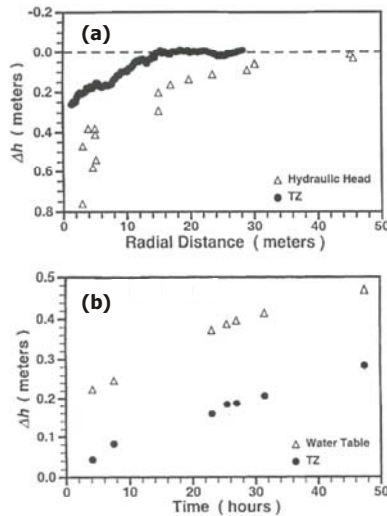 -0.2
(a)
0.0
0.2
0.4
0.6
0.8
Δh (meters)
△ Hydraulic Head
● TZ
0 10 20 30 40 50
Radial Distance (meters)
0.5
(b)
0.4
0.3
0.2
0.1
0.0
Δh (meters)
△ Water Table
● TZ
0 10 20 30 40 50
Time (hours)